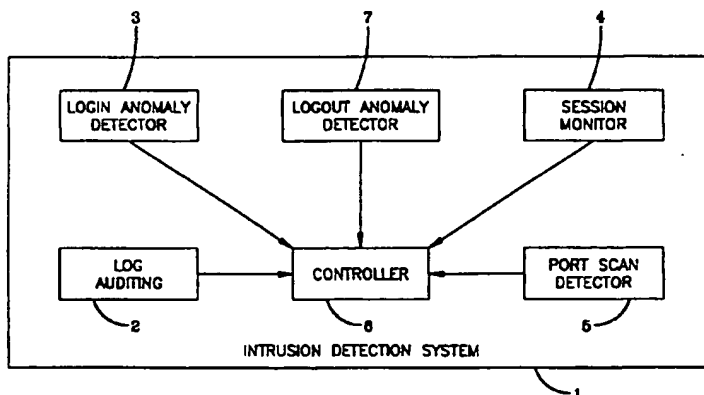 3
7
4
LOGIN ANOMALY
DETECTOR
LOGOUT ANOMALY
DETECTOR
SESSION
MONITOR
LOG
AUDITING
CONTROLLER
PORT SCAN
DETECTOR
2
6
5
INTRUSION DETECTION SYSTEM
1